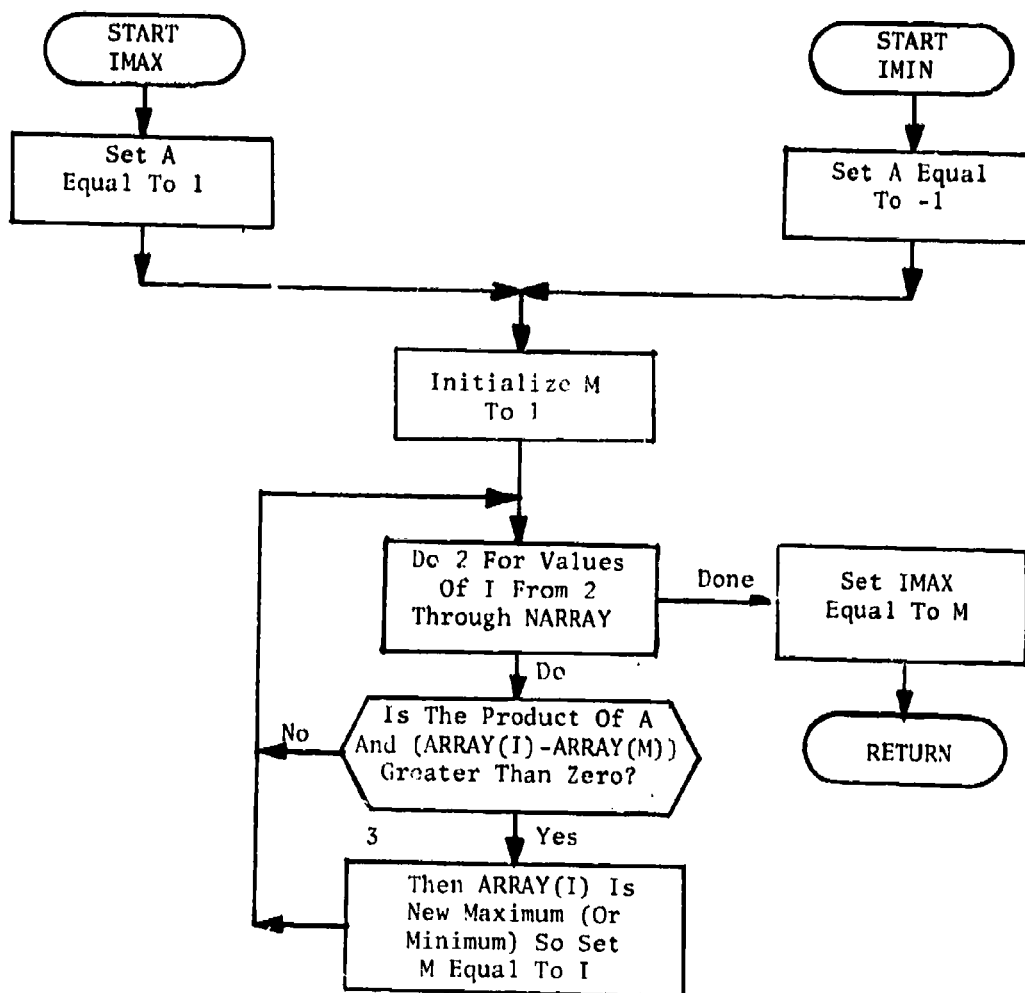 START
IMAX
START
IMIN
Set A
Equal To 1
Set A Equal
To -1
Initialize M
To 1
Do 2 For Values
Of I From 2
Through NARRAY
Done
Set IMAX
Equal To M
Do
Is The Product Of A
And (ARRAY(I)-ARRAY(M))
Greater Than Zero?
No
RETURN
3
Yes
Then ARRAY(I) Is
New Maximum (Or
Minimum) So Set
M Equal To I